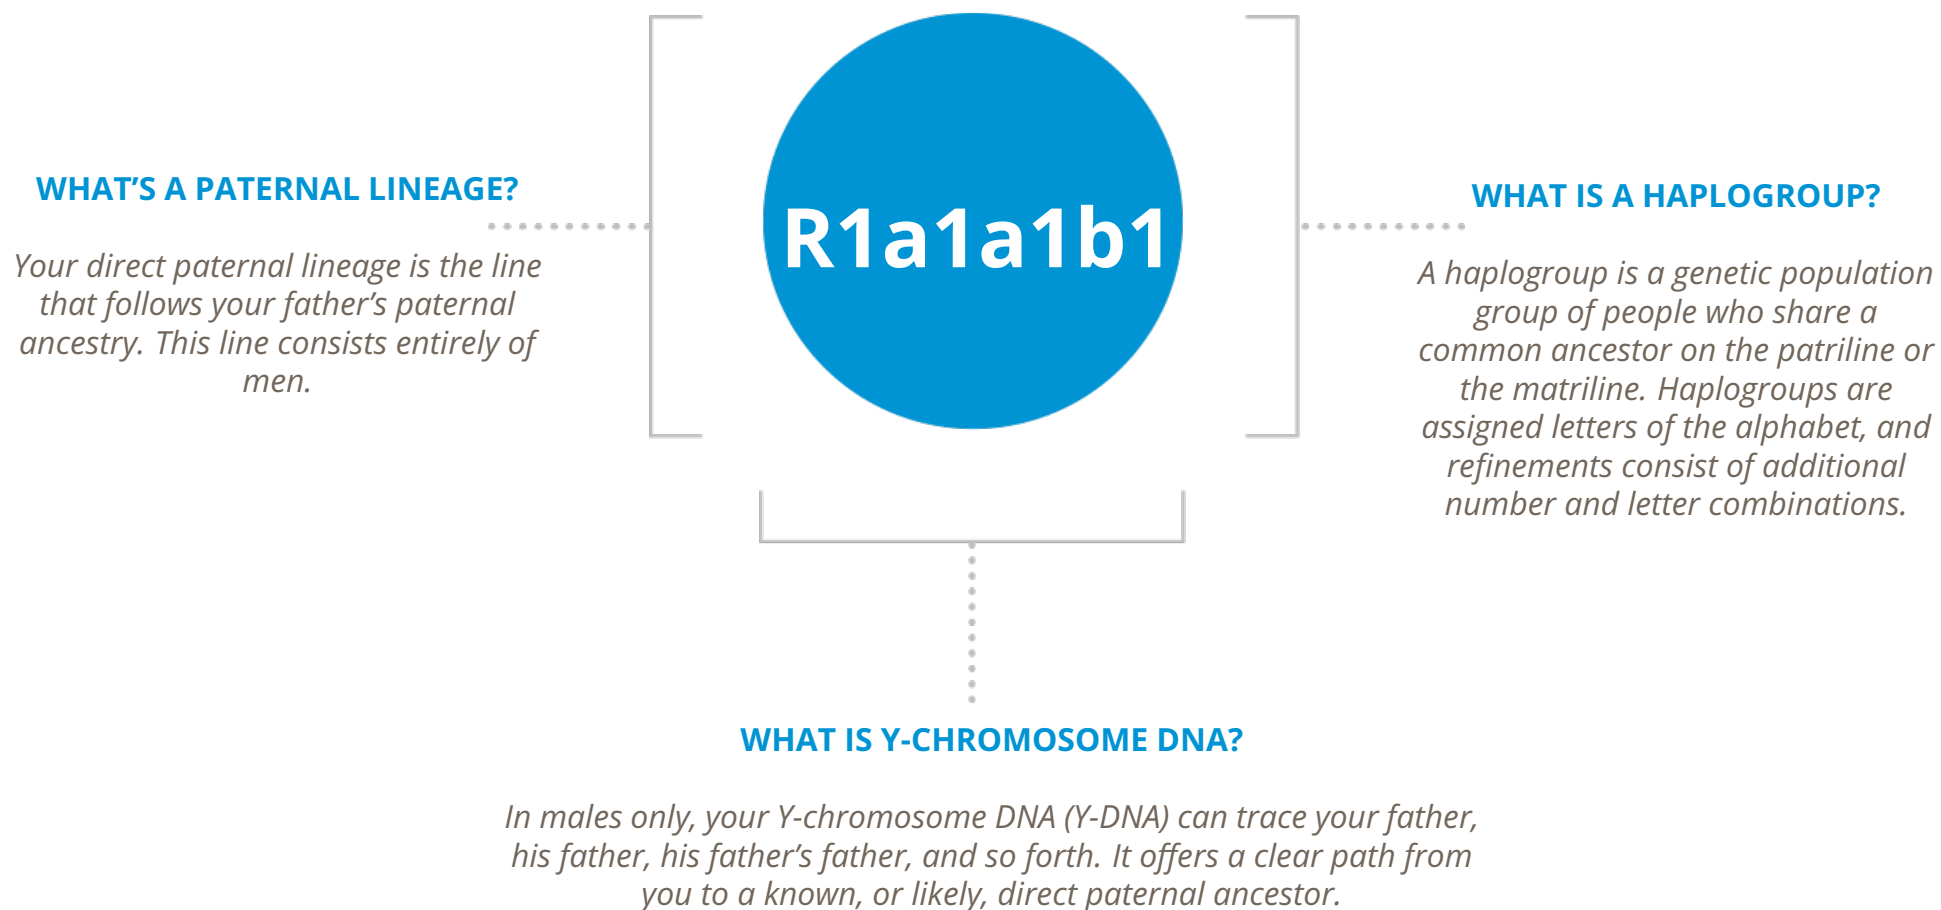 R1a1a1b1
WHAT’S A PATERNAL LINEAGE?
Your direct paternal lineage is the line
that follows your father’s paternal
ancestry. This line consists entirely of
men.
WHAT IS A HAPLOGROUP?
A haplogroup is a genetic population
group of people who share a
common ancestor on the patriline or
the matriline. Haplogroups are
assigned letters of the alphabet, and
refinements consist of additional
number and letter combinations.
WHAT IS Y-CHROMOSOME DNA?
In males only, your Y-chromosome DNA (Y-DNA) can trace your father,
his father, his father’s father, and so forth. It offers a clear path from
you to a known, or likely, direct paternal ancestor.